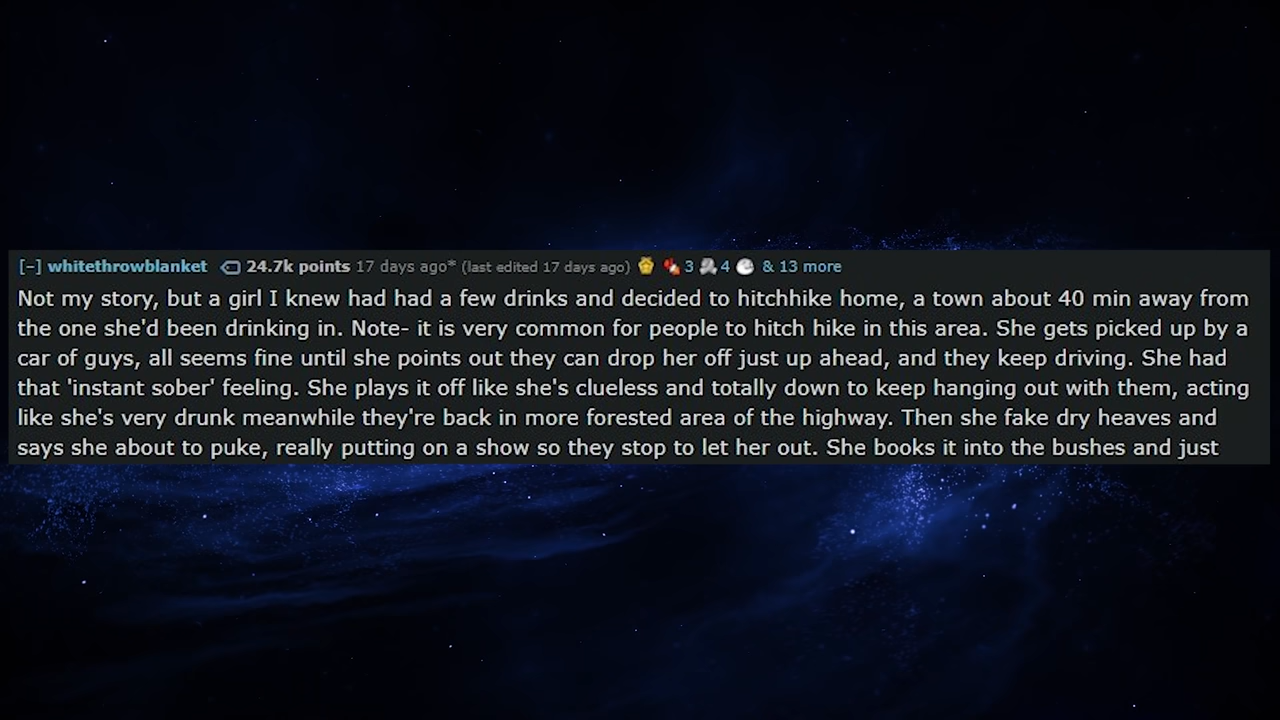 [–] whitethrowblanket 24.7k points 17 days ago* (last edited 17 days ago) 3 4 & 13 more
Not my story, but a girl I knew had had a few drinks and decided to hitchhike home, a town about 40 min away from
the one she'd been drinking in. Note- it is very common for people to hitch hike in this area. She gets picked up by a
car of guys, all seems fine until she points out they can drop her off just up ahead, and they keep driving. She had
that 'instant sober' feeling. She plays it off like she's clueless and totally down to keep hanging out with them, acting
like she's very drunk meanwhile they're back in more forested area of the highway. Then she fake dry heaves and
says she about to puke, really putting on a show so they stop to let her out. She books it into the bushes and just